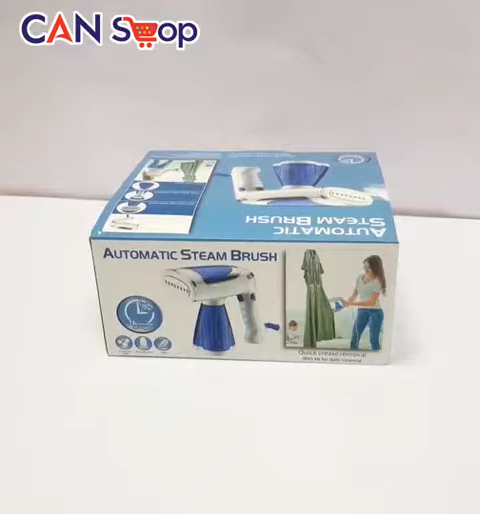 CAN Shop
AUTOMATIC
STEAM BRUSH
AUTOMATIC STEAM BRUSH
Quick crease removal